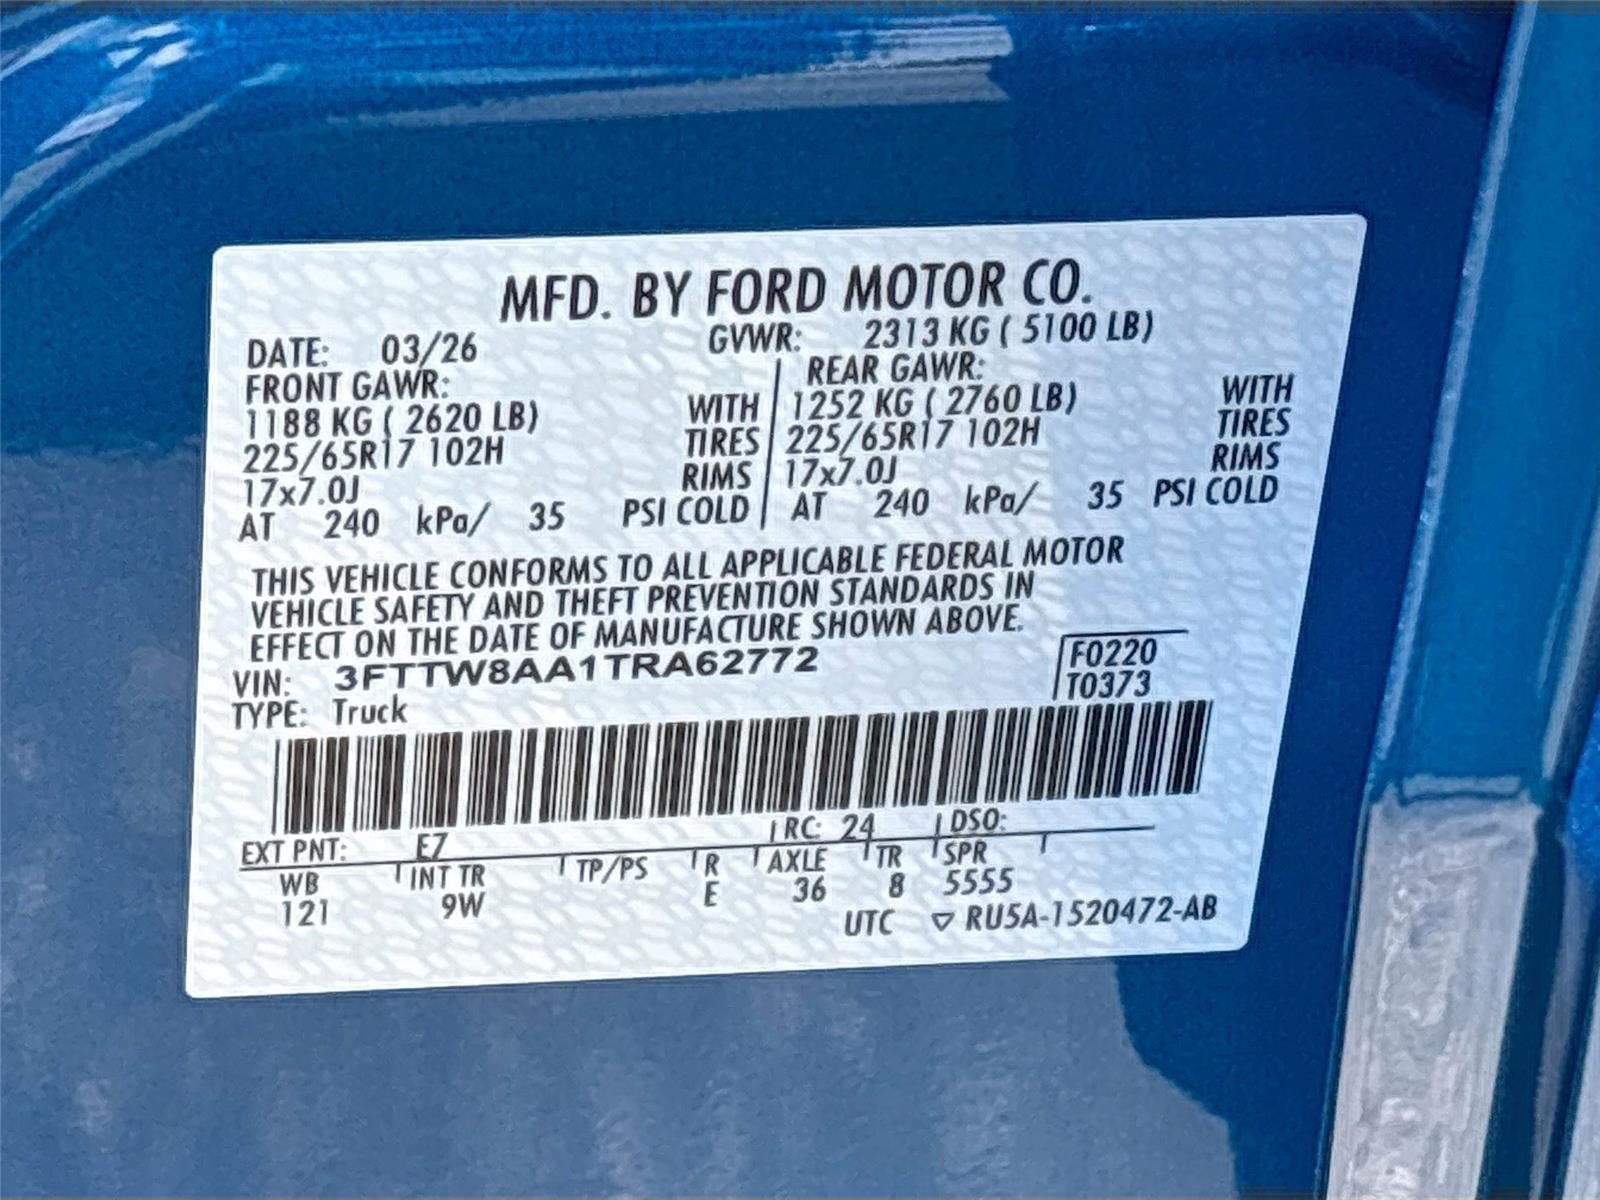 MFD. BY FORD MOTOR CO.
DATE: 03/26 GVWR: 2313 KG ( 5100 LB)
FRONT GAWR: REAR GAWR:
1188 KG ( 2620 LB) WITH 1252 KG ( 2760 LB) WITH
225/65R17 102H TIRES 225/65R17 102H TIRES
17x7.0J RIMS 17x7.0J RIMS
AT 240 kPa/ 35 PSI COLD AT 240 kPa/ 35 PSI COLD
THIS VEHICLE CONFORMS TO ALL APPLICABLE FEDERAL MOTOR
VEHICLE SAFETY AND THEFT PREVENTION STANDARDS IN
EFFECT ON THE DATE OF MANUFACTURE SHOWN ABOVE.
VIN: 3FTTW8AA1TRA62772 F0220
TYPE: Truck T0373
EXT PNT: E7 RC: 24 DSO:
WB INT TR TP/PS R AXLE TR SPR
121 9W E 36 8 5555
UTC ▽ RU5A-1520472-AB